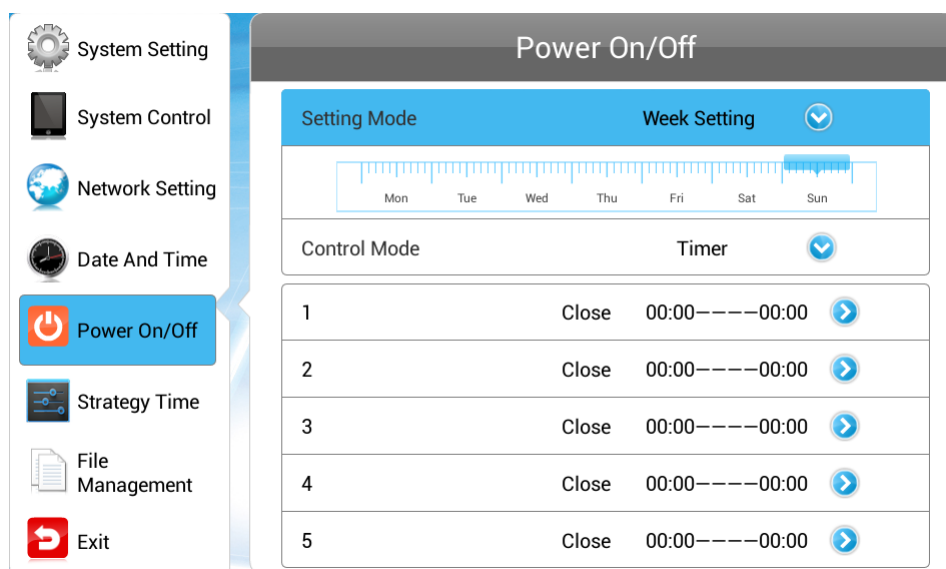 System Setting
System Control
Network Setting
Date And Time
Power On/Off
Strategy Time
File
Management
Exit
Power On/Off
Setting Mode Week Setting
Mon Tue Wed Thu Fri Sat Sun
Control Mode Timer
1 Close 00:00----00:00
2 Close 00:00----00:00
3 Close 00:00----00:00
4 Close 00:00----00:00
5 Close 00:00----00:00